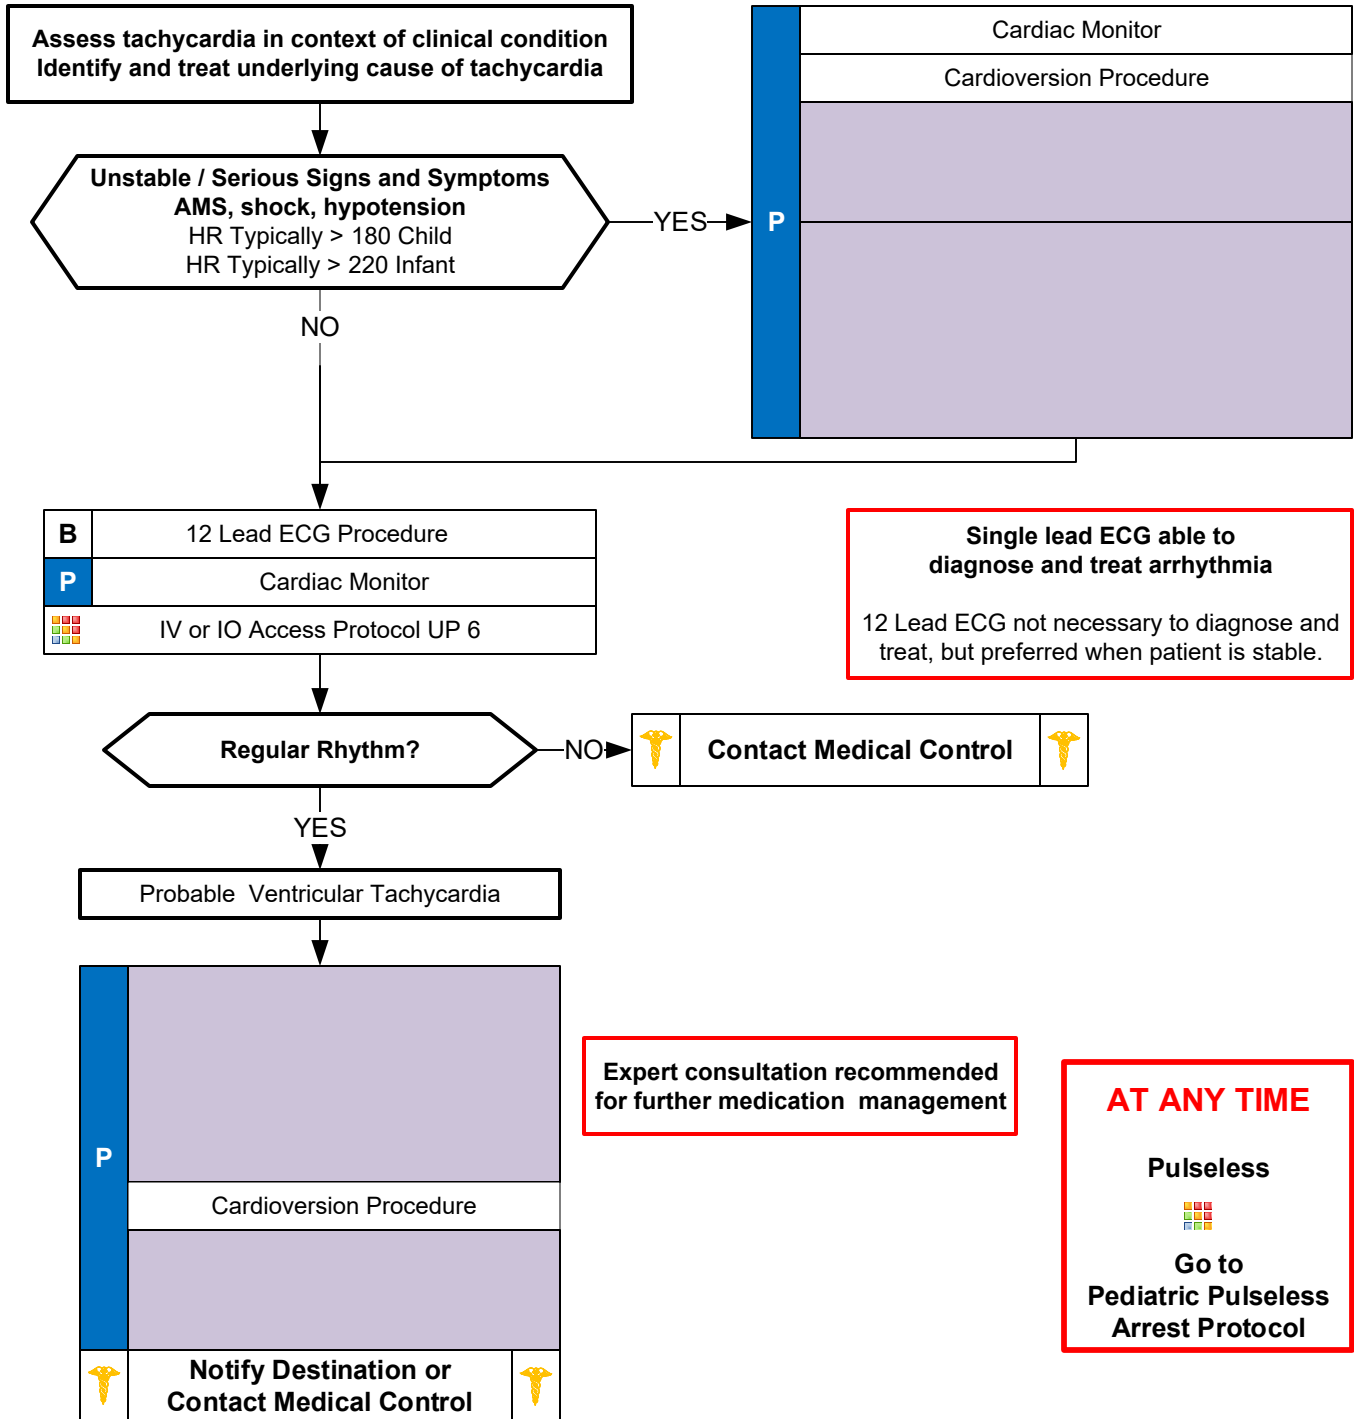 Assess tachycardia in context of clinical condition
Identify and treat underlying cause of tachycardia
Cardiac Monitor
Cardioversion Procedure
P
Unstable / Serious Signs and Symptoms
AMS, shock, hypotension
HR Typically > 180 Child
HR Typically > 220 Infant
YES
NO
B
12 Lead ECG Procedure
P
Cardiac Monitor
IV or IO Access Protocol UP 6
Single lead ECG able to
diagnose and treat arrhythmia
12 Lead ECG not necessary to diagnose and
treat, but preferred when patient is stable.
Regular Rhythm?
NO
Contact Medical Control
YES
Probable Ventricular Tachycardia
P
Cardioversion Procedure
Notify Destination or
Contact Medical Control
Expert consultation recommended
for further medication management
AT ANY TIME
Pulseless
Go to
Pediatric Pulseless
Arrest Protocol